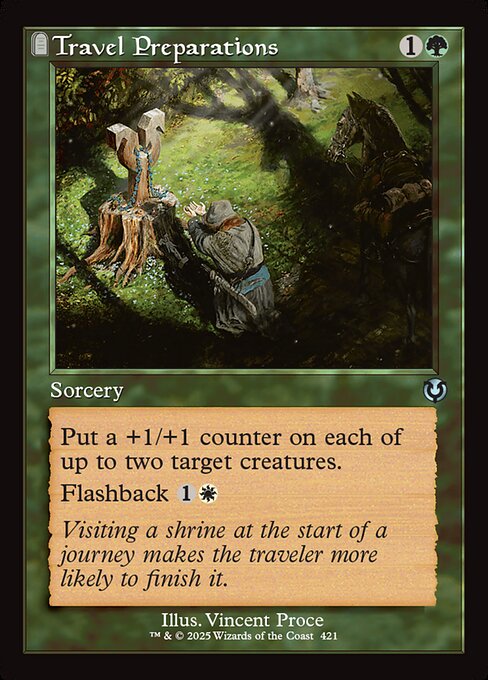 Travel Preparations 1
Sorcery
Put a +1/+1 counter on each of
up to two target creatures.
Flashback 1
Visiting a shrine at the start of a
journey makes the traveler more
likely to finish it.
Illus. Vincent Proce
™ & © 2025 Wizards of the Coast 421